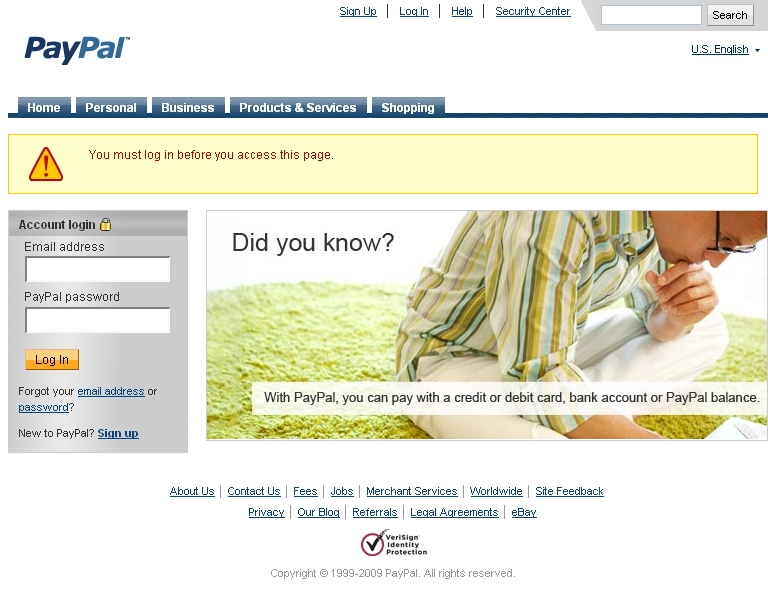 Sign Up | Log In | Help | Security Center
Search
PayPal™
U.S. English
Home Personal Business Products & Services Shopping
You must log in before you access this page.
Account login
Email address
PayPal password
Log In
Forgot your email address or
password?
New to PayPal? Sign up
Did you know?
With PayPal, you can pay with a credit or debit card, bank account or PayPal balance.
About Us | Contact Us | Fees | Jobs | Merchant Services | Worldwide | Site Feedback
Privacy | Our Blog | Referrals | Legal Agreements | eBay
VeriSign
Identity
Protection
Copyright © 1999-2009 PayPal. All rights reserved.